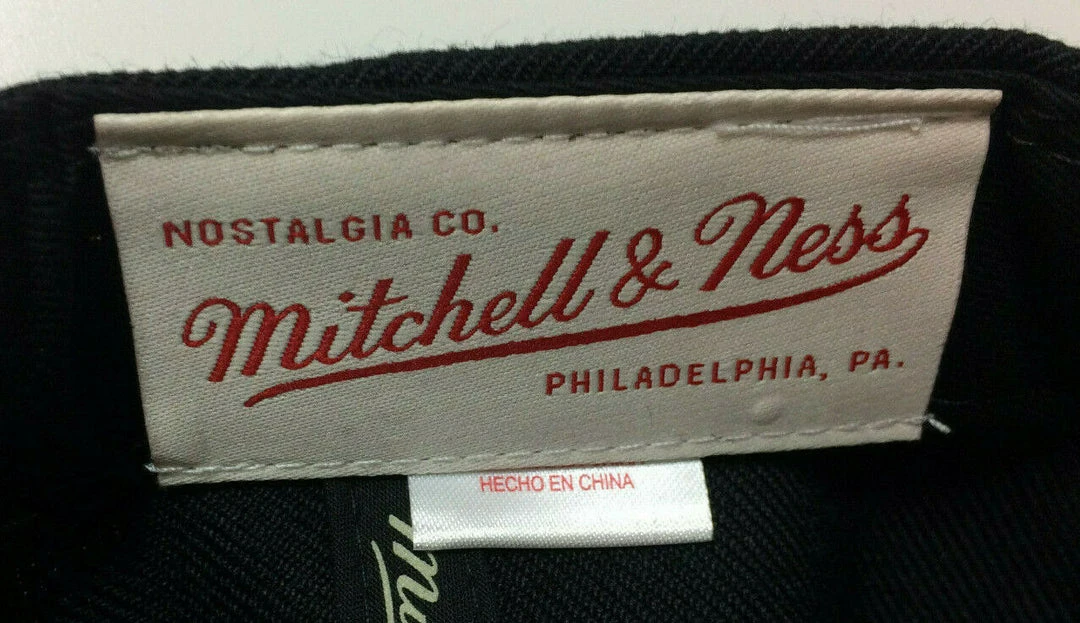 NOSTALGIA CO.
Mitchell & Ness
PHILADELPHIA, PA.
HECHO EN CHINA